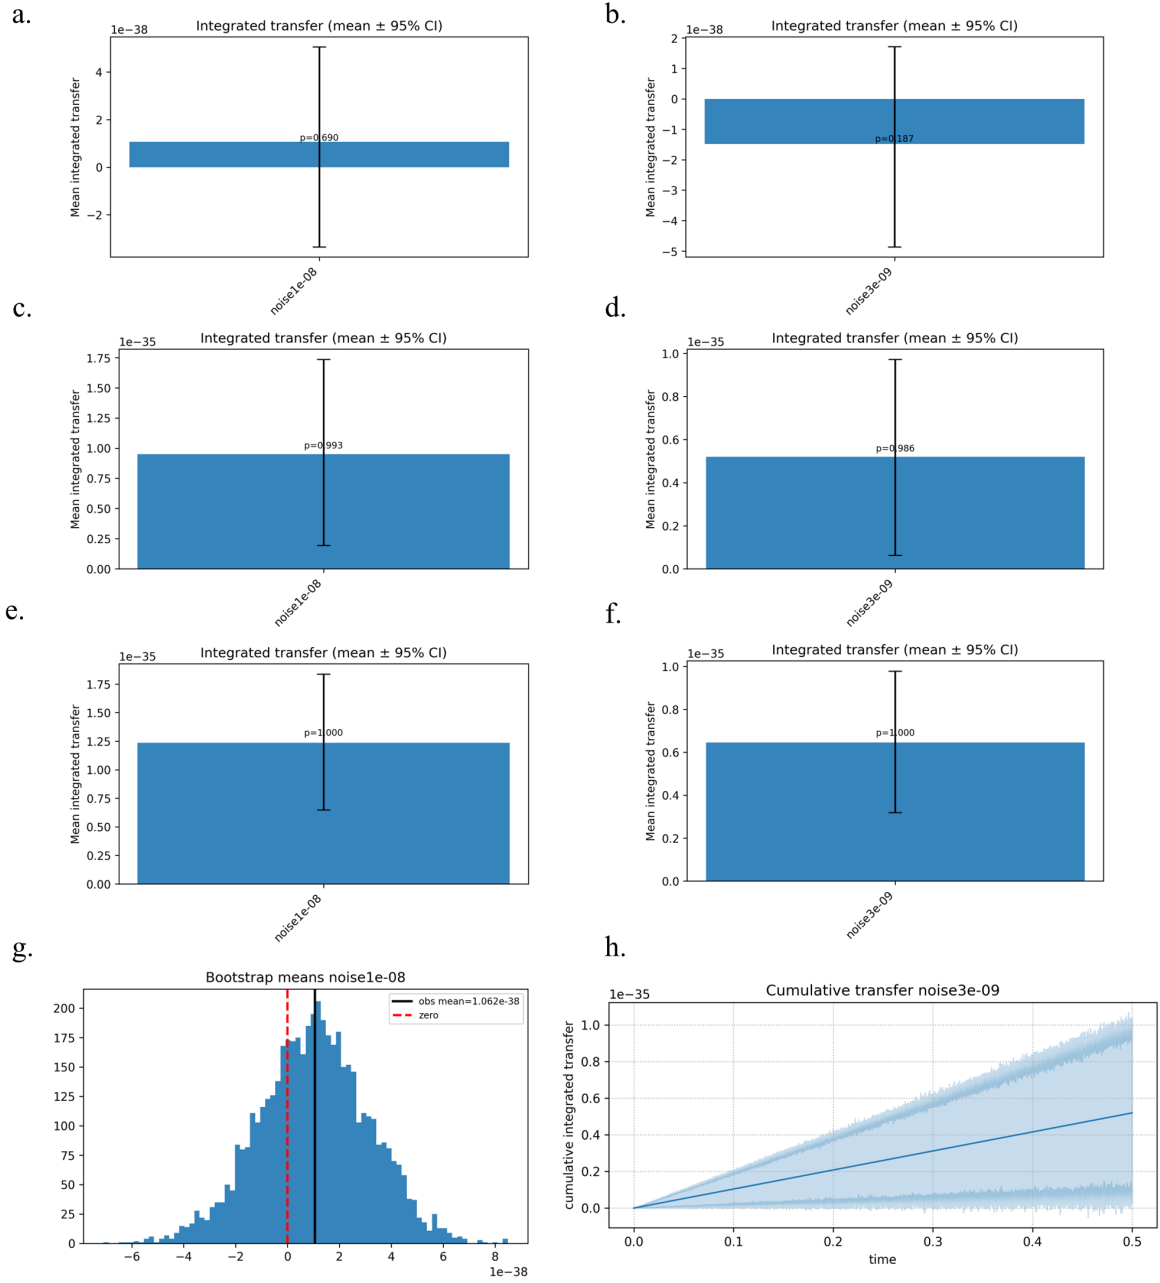 a.
1e−38
Integrated transfer (mean ± 95% CI)
Mean integrated transfer
4
2
0
−2
p=0.690
noise1e-08
b.
1e−38
Integrated transfer (mean ± 95% CI)
Mean integrated transfer
2
1
0
−1
−2
−3
−4
−5
p=0.187
noise3e-09
c.
1e−35
Integrated transfer (mean ± 95% CI)
Mean integrated transfer
1.75
1.50
1.25
1.00
0.75
0.50
0.25
0.00
p=0.993
noise1e-08
d.
1e−35
Integrated transfer (mean ± 95% CI)
Mean integrated transfer
1.0
0.8
0.6
0.4
0.2
0.0
p=0.986
noise3e-09
e.
1e−35
Integrated transfer (mean ± 95% CI)
Mean integrated transfer
1.75
1.50
1.25
1.00
0.75
0.50
0.25
0.00
p=1.000
noise1e-08
f.
1e−35
Integrated transfer (mean ± 95% CI)
Mean integrated transfer
1.0
0.8
0.6
0.4
0.2
0.0
p=1.000
noise3e-09
g.
Bootstrap means noise1e-08
obs mean=1.062e-38
zero
200
175
150
125
100
75
50
25
0
−6 −4 −2 0 2 4 6 8
1e−38
h.
1e−35
Cumulative transfer noise3e-09
cumulative integrated transfer
1.0
0.8
0.6
0.4
0.2
0.0
0.0 0.1 0.2 0.3 0.4 0.5
time